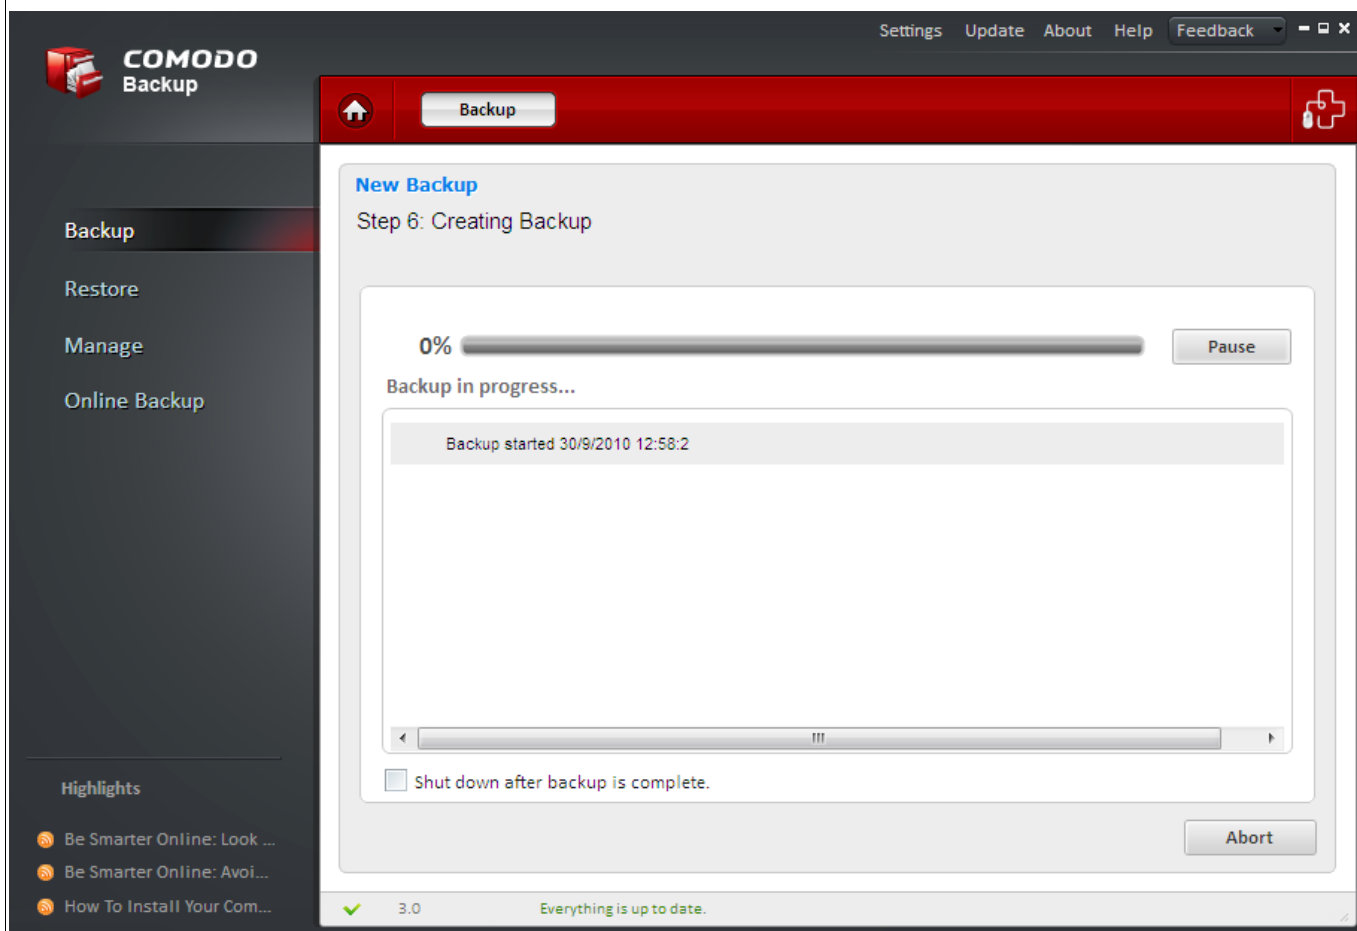 Settings Update About Help Feedback
COMODO
Backup
Backup
New Backup
Step 6: Creating Backup
Backup
Restore
Manage
Online Backup
0%
Pause
Backup in progress...
Backup started 30/9/2010 12:58:2
Shut down after backup is complete.
Abort
Highlights
Be Smarter Online: Look ...
Be Smarter Online: Avoi...
How To Install Your Com...
3.0 Everything is up to date.